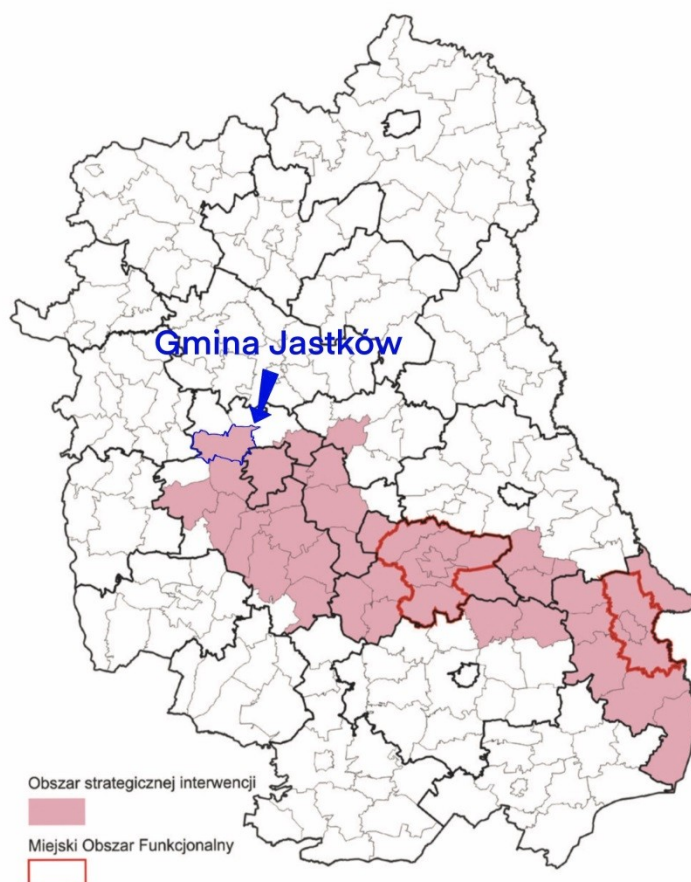 Gmina Jastków
Obszar strategicznej interwencji
Miejski Obszar Funkcjonalny